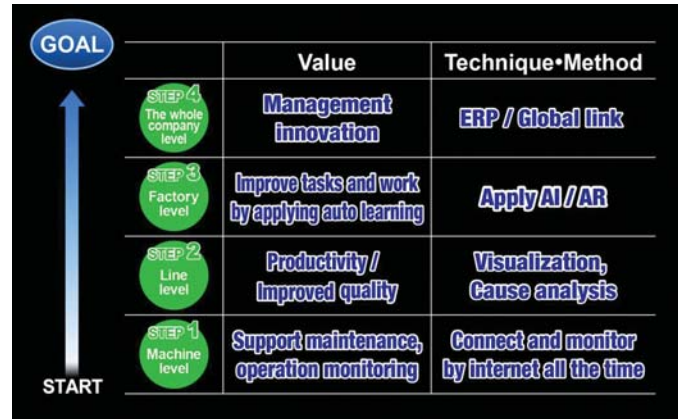 GOAL
Value
Technique•Method
STEP 4
The whole
company
level
Management
innovation
ERP / Global link
STEP 3
Factory
level
Improve tasks and work
by applying auto learning
Apply AI / AR
STEP 2
Line
level
Productivity /
Improved quality
Visualization,
Cause analysis
STEP 1
Machine
level
Support maintenance,
operation monitoring
Connect and monitor
by internet all the time
START